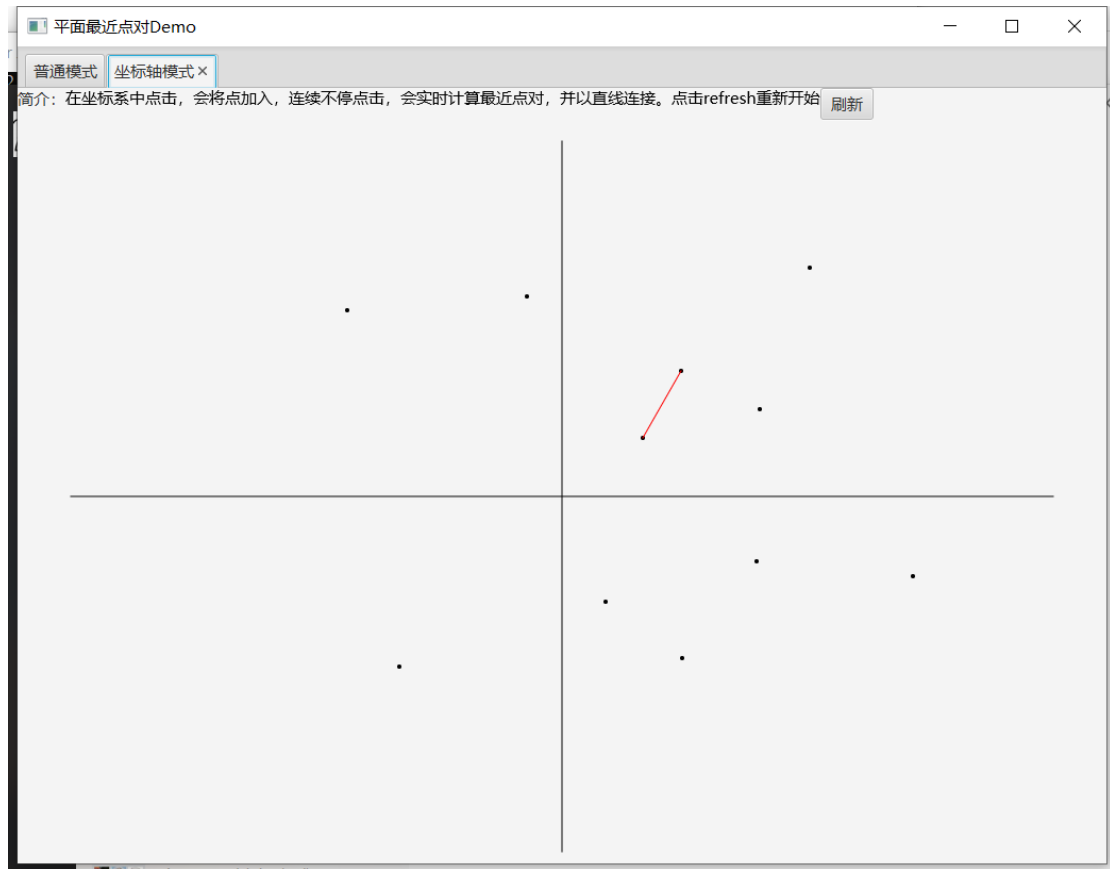 平面最近点对Demo
普通模式 坐标轴模式×
简介：在坐标系中点击，会将点加入，连续不停点击，会实时计算最近点对，并以直线连接。点击refresh重新开始 刷新